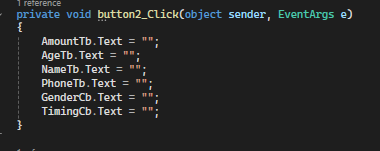 1 reference
private void button2_Click(object sender, EventArgs e)
{
AmountTb.Text = "";
AgeTb.Text = "";
NameTb.Text = "";
PhoneTb.Text = "";
GenderCb.Text = "";
TimingCb.Text = "";
}